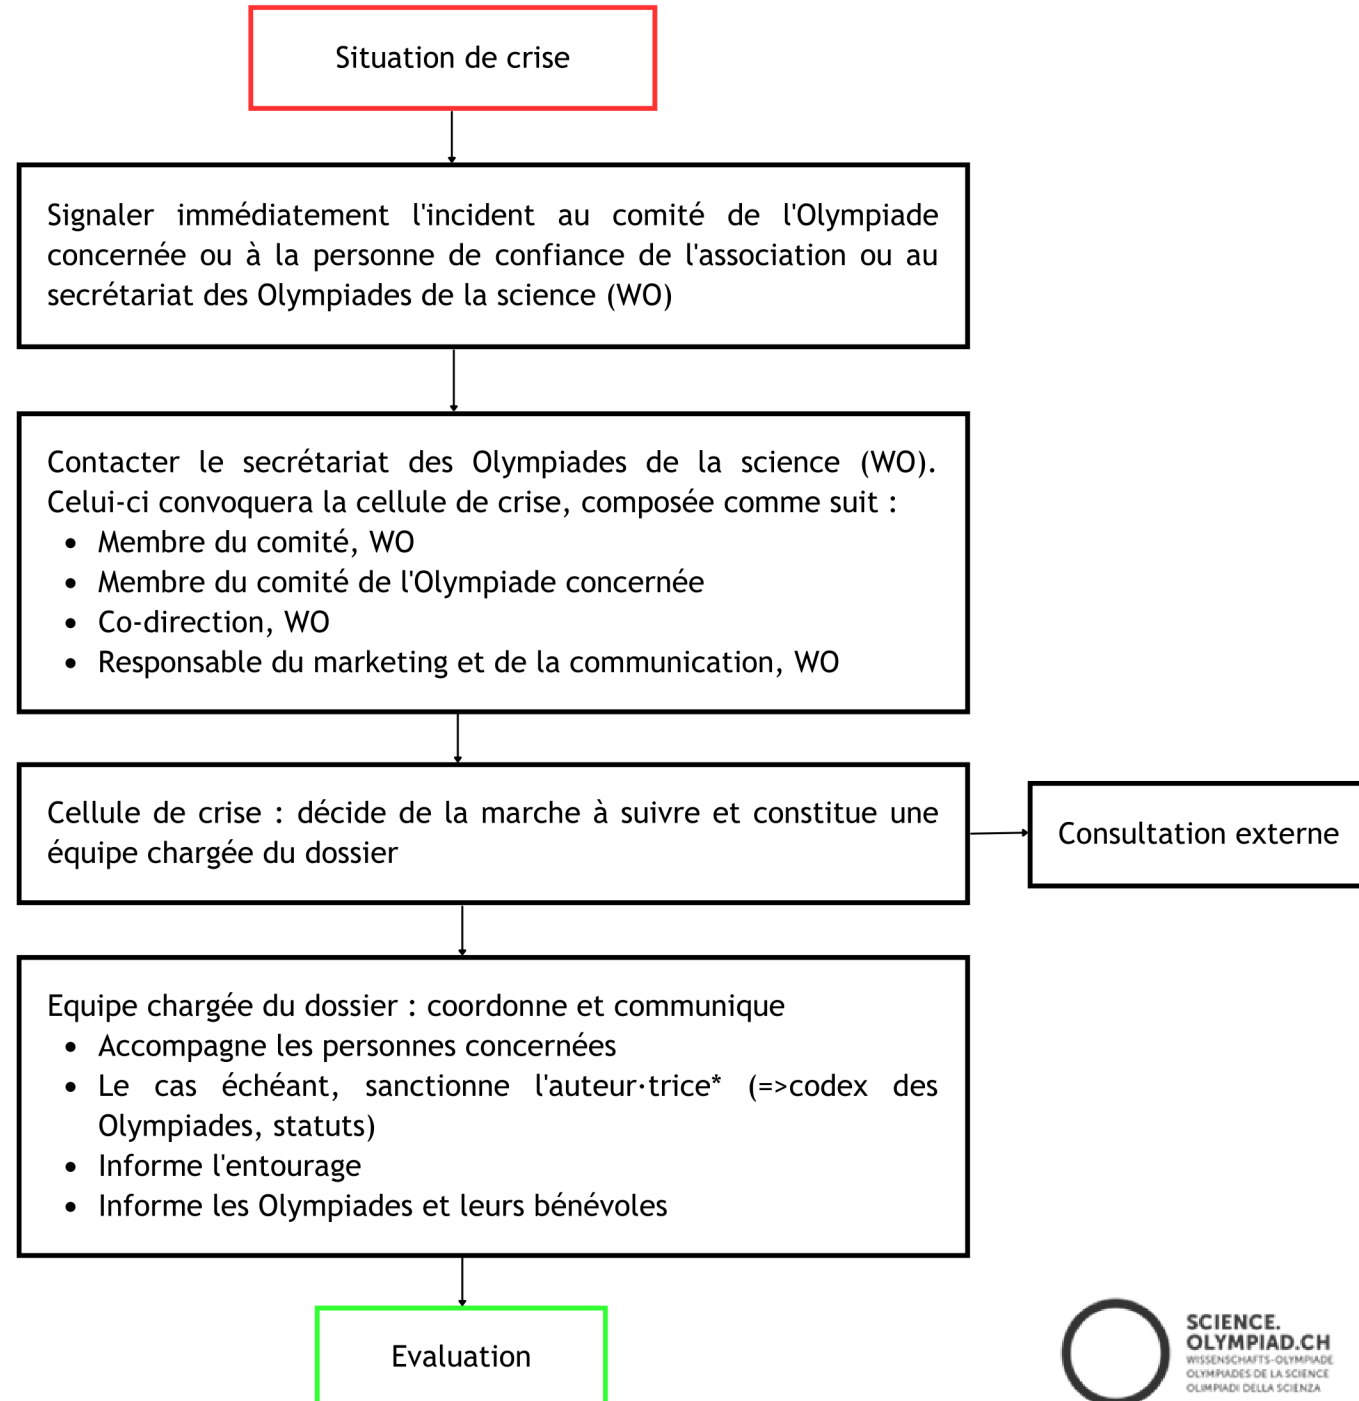 Situation de crise
Signaler immédiatement l'incident au comité de l'Olympiade
concernée ou à la personne de confiance de l'association ou au
secrétariat des Olympiades de la science (WO)
Contacter le secrétariat des Olympiades de la science (WO).
Celui-ci convoquera la cellule de crise, composée comme suit :
• Membre du comité, WO
• Membre du comité de l'Olympiade concernée
• Co-direction, WO
• Responsable du marketing et de la communication, WO
Cellule de crise : décide de la marche à suivre et constitue une
équipe chargée du dossier
Consultation externe
Equipe chargée du dossier : coordonne et communique
• Accompagne les personnes concernées
• Le cas échéant, sanctionne l'auteur·trice* (=>codex des
Olympiades, statuts)
• Informe l'entourage
• Informe les Olympiades et leurs bénévoles
Evaluation
SCIENCE.
OLYMPIAD.CH
WISSENSCHAFTS-OLYMPIADE
OLYMPIADES DE LA SCIENCE
OLIMPIADI DELLA SCIENZA